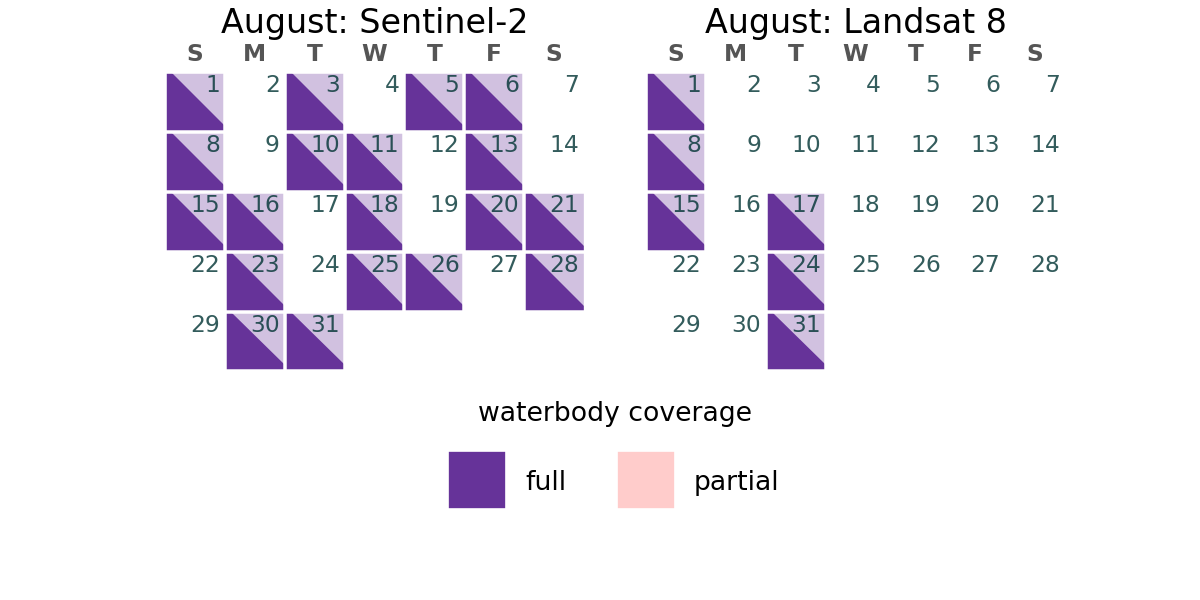 August: Sentinel-2
S M T W T F S
1 2 3 4 5 6 7
8 9 10 11 12 13 14
15 16 17 18 19 20 21
22 23 24 25 26 27 28
29 30 31
August: Landsat 8
S M T W T F S
1 2 3 4 5 6 7
8 9 10 11 12 13 14
15 16 17 18 19 20 21
22 23 24 25 26 27 28
29 30 31
waterbody coverage
full partial